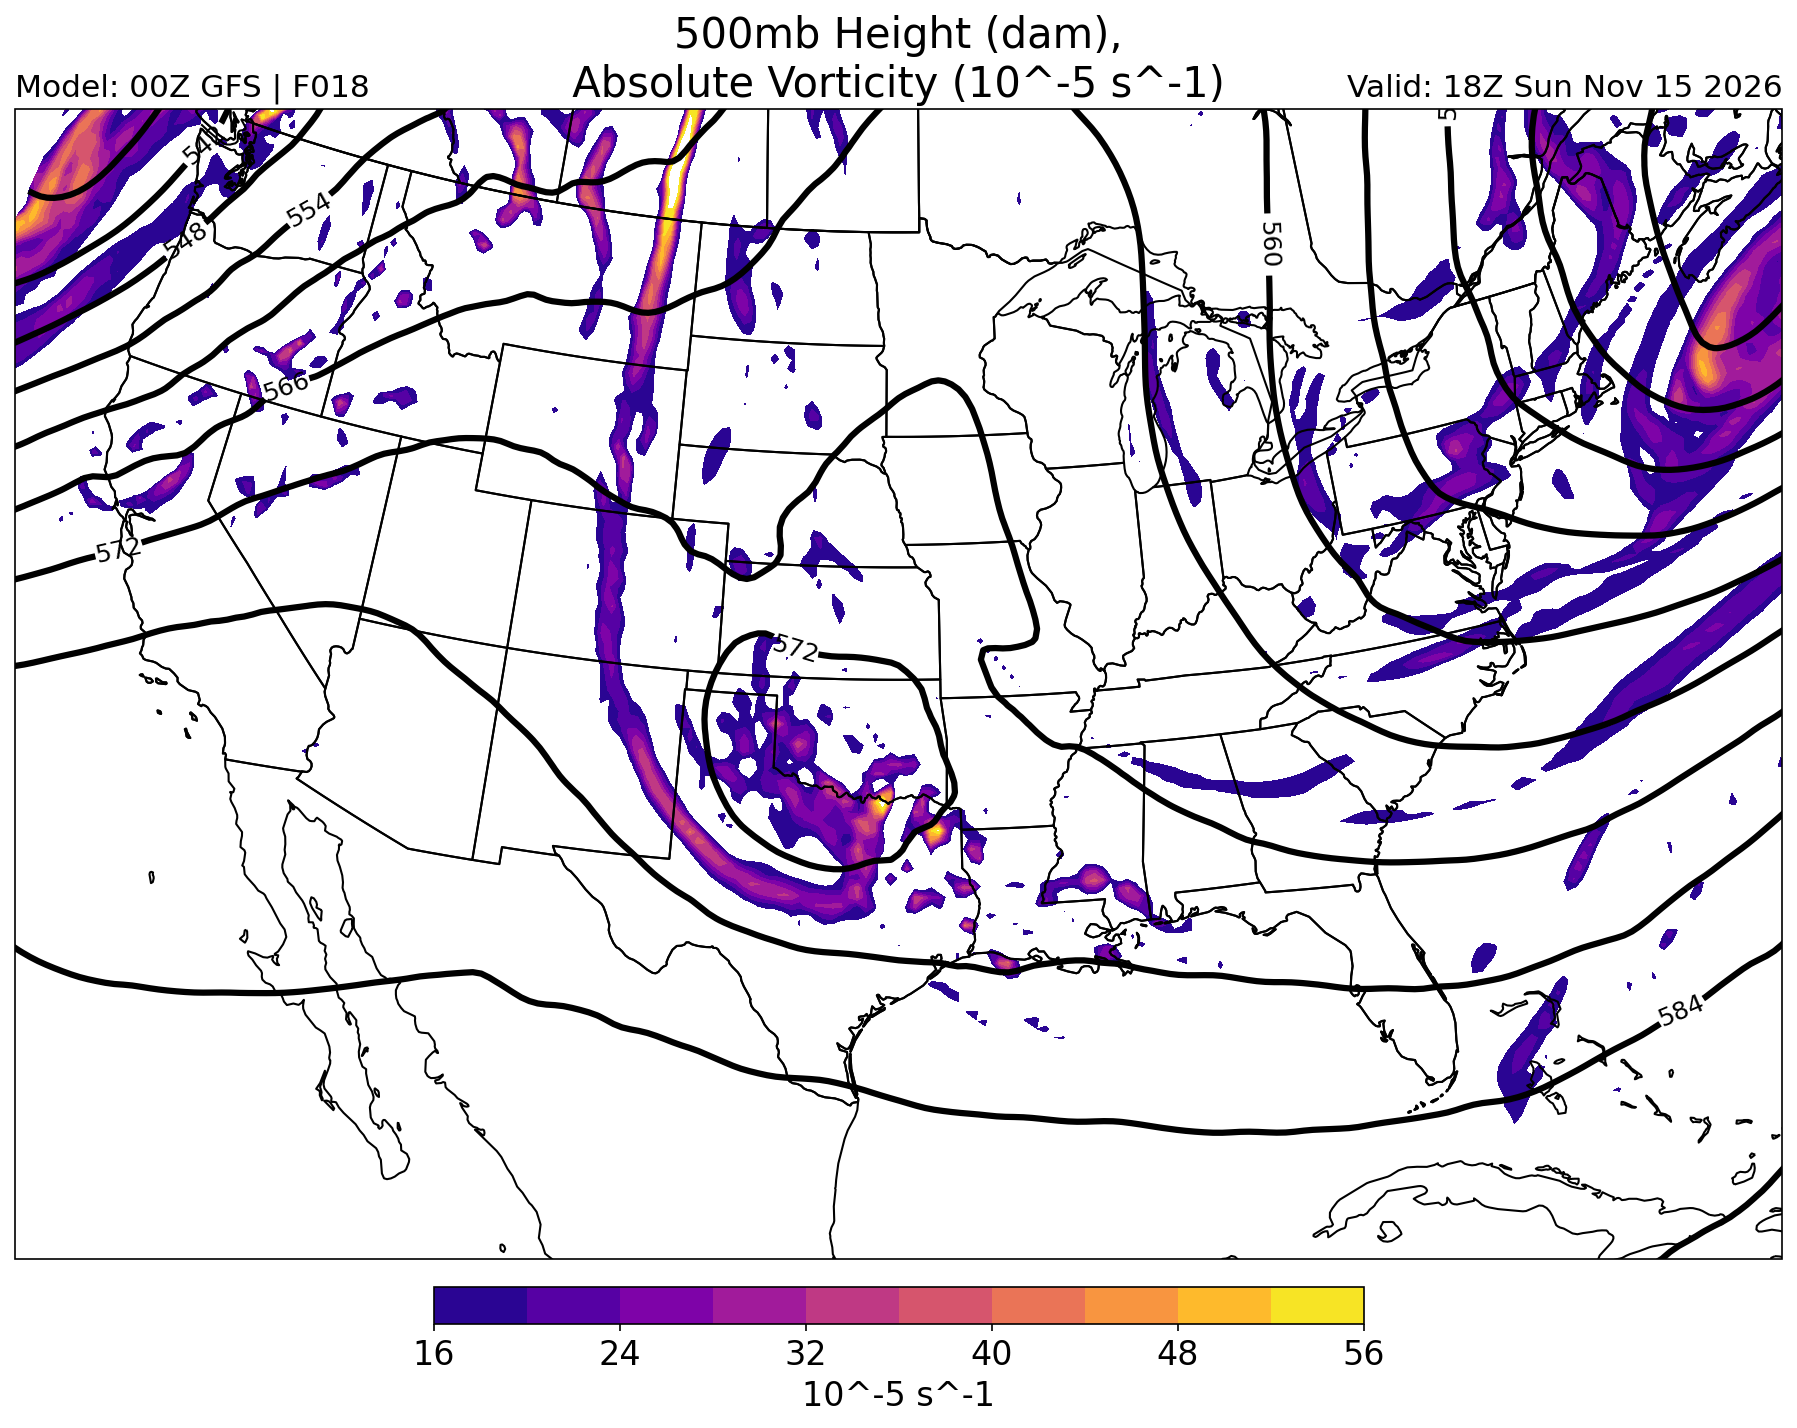 500mb Height (dam),
Absolute Vorticity (10^-5 s^-1)
Model: 00Z GFS | F018
Valid: 18Z Sun Nov 15 2026
554
548
560
566
572
572
584
16 24 32 40 48 56
10^-5 s^-1